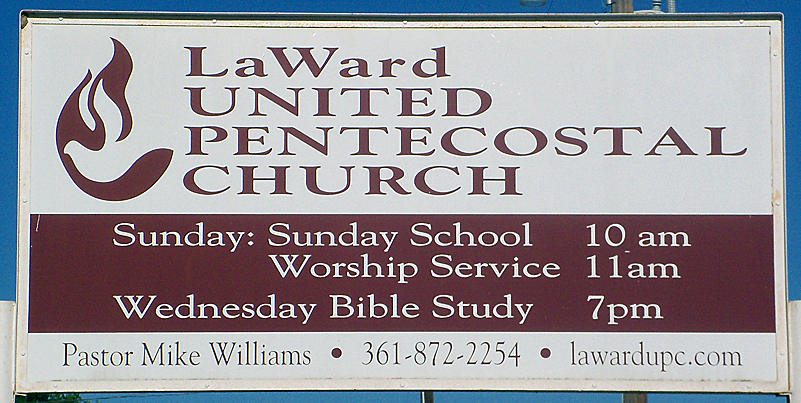 LaWard
UNITED
PENTECOSTAL
CHURCH
Sunday: Sunday School 10 am
Worship Service 11am
Wednesday Bible Study 7pm
Pastor Mike Williams • 361-872-2254 • lawardupc.com